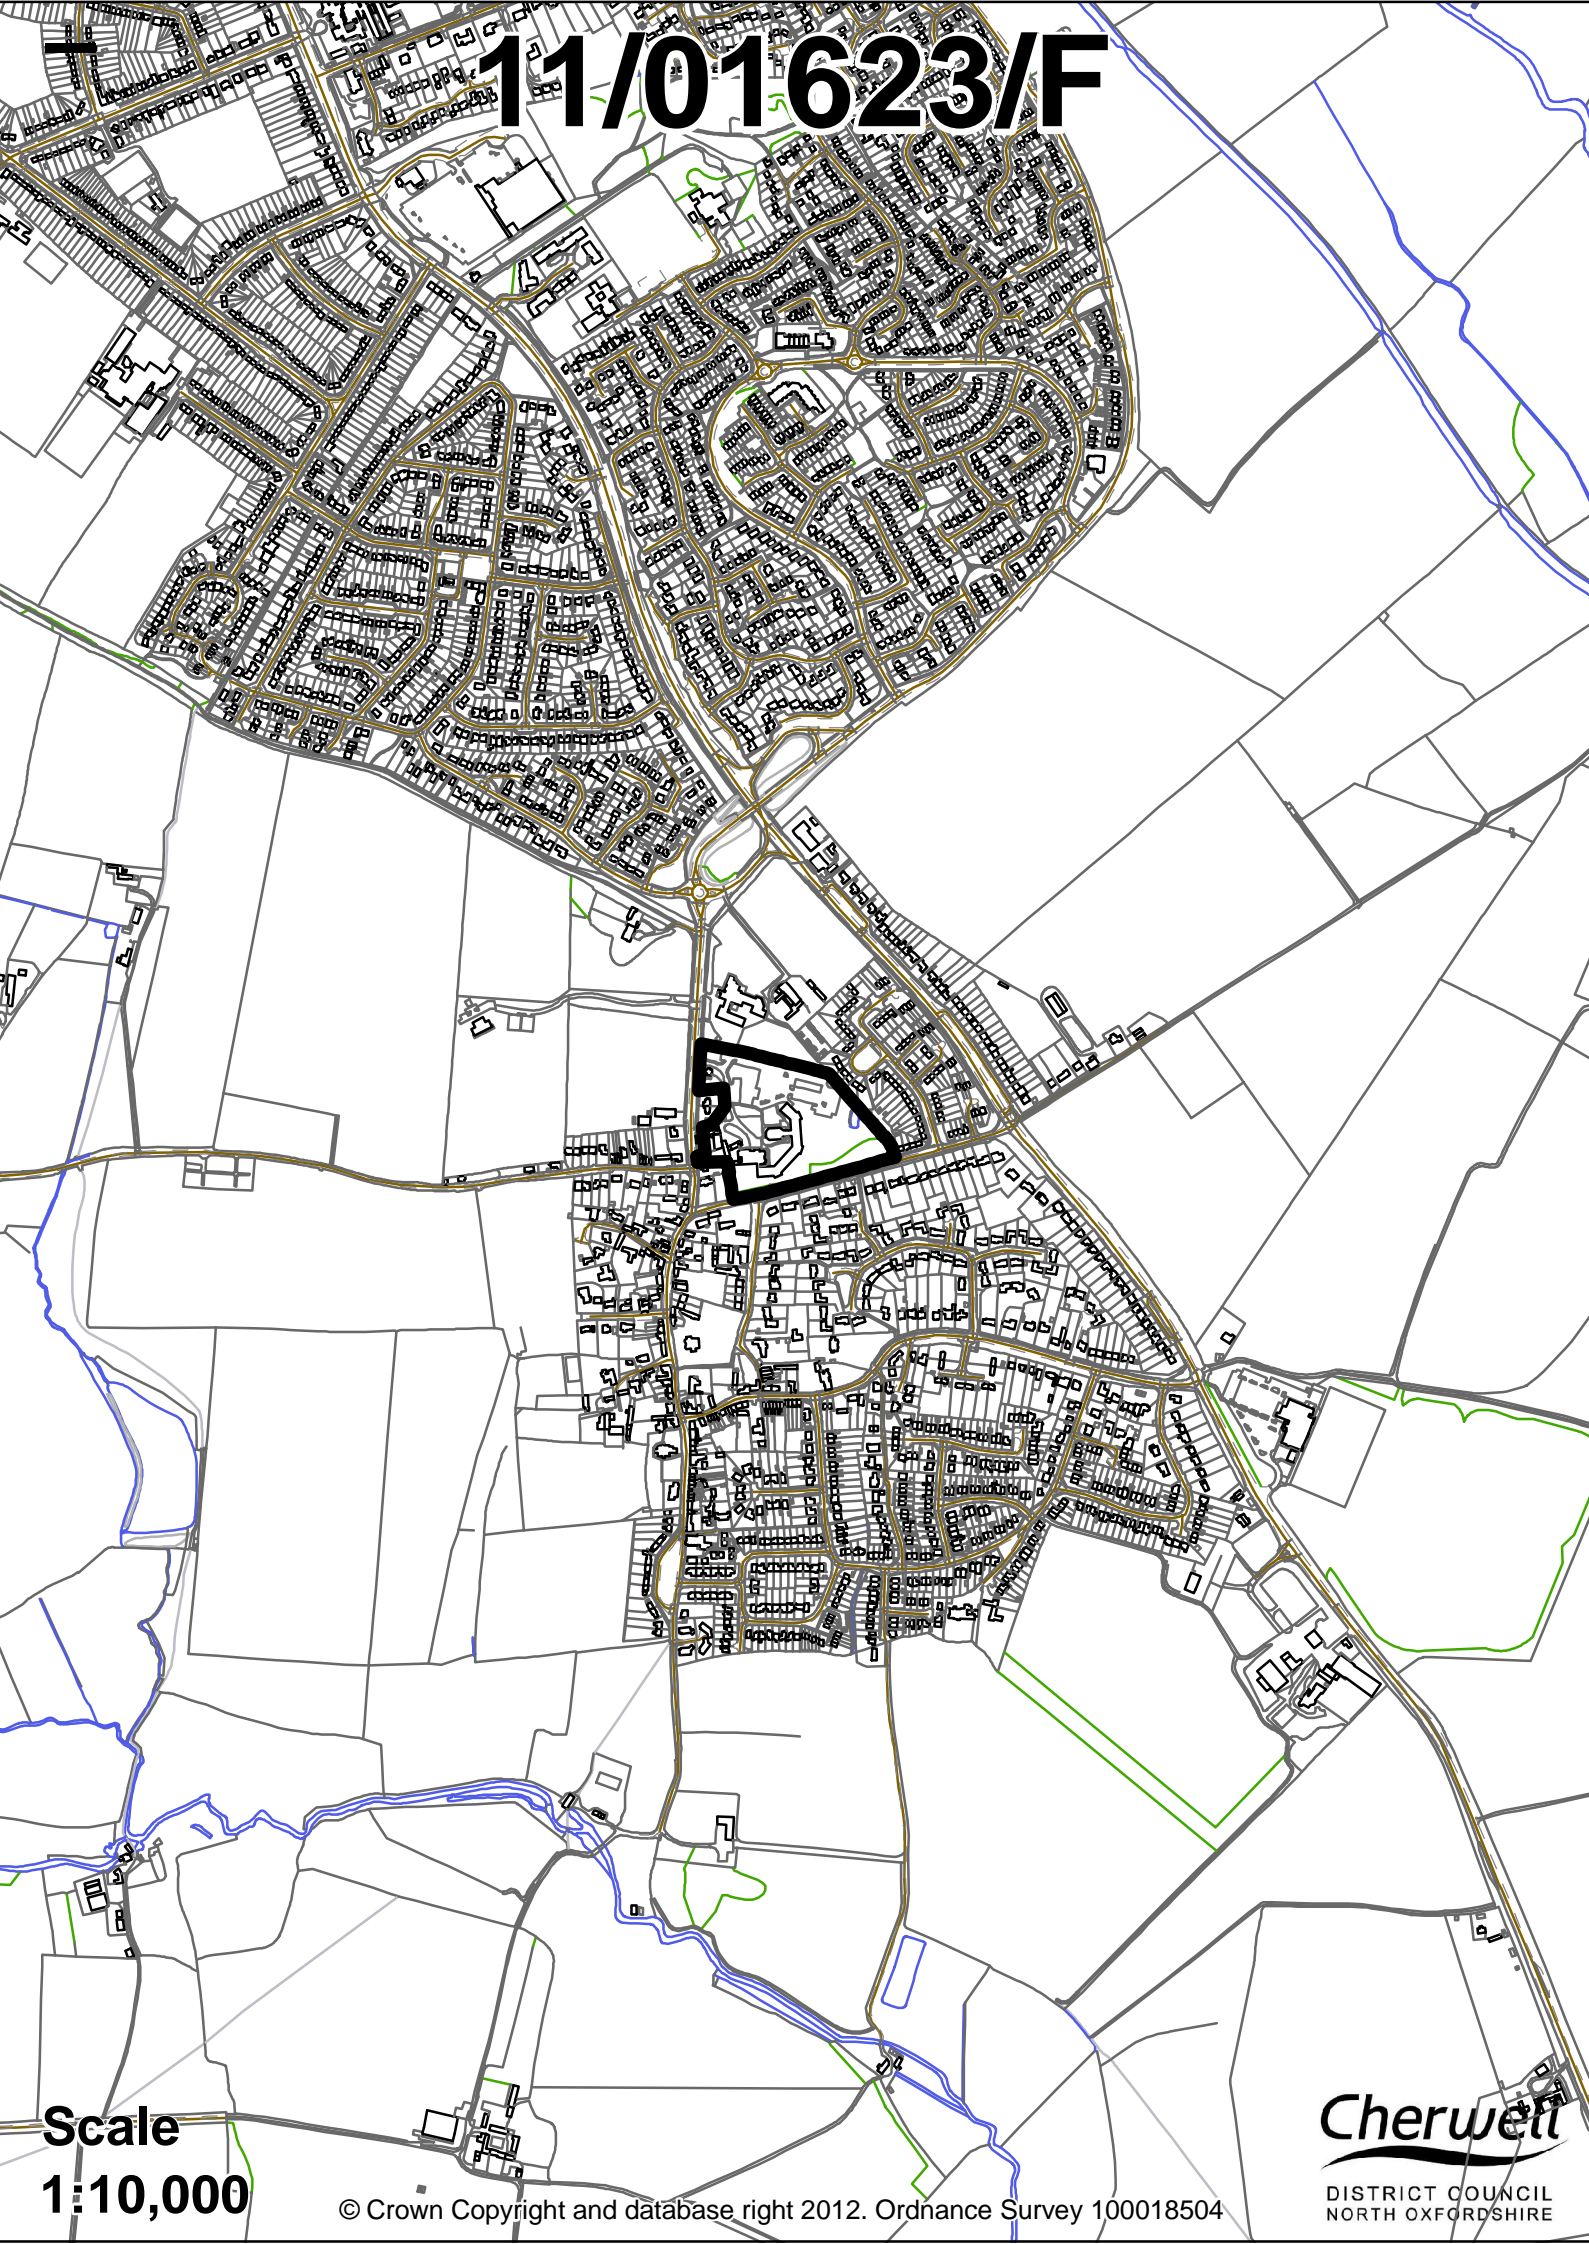 11/01623/F
Scale
1:10,000
© Crown Copyright and database right 2012. Ordnance Survey 100018504
Cherwell
DISTRICT COUNCIL
NORTH OXFORDSHIRE